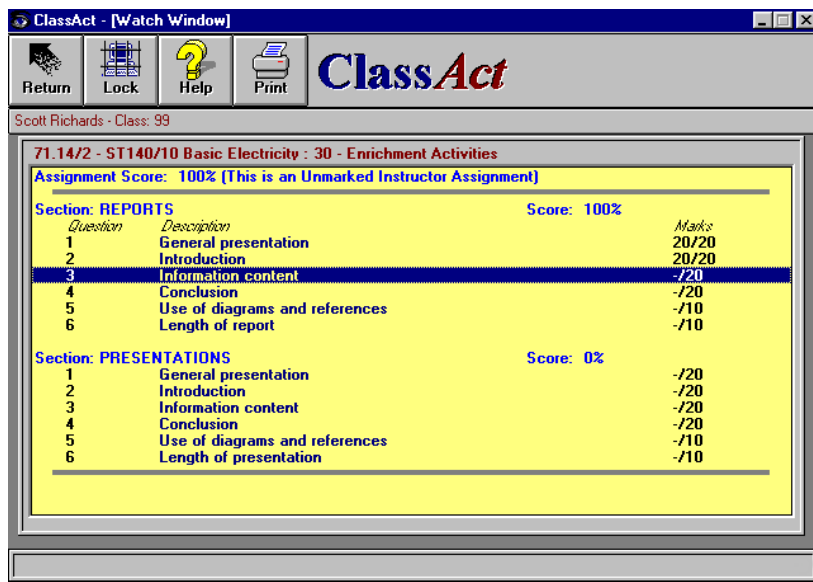 ClassAct - [Watch Window]
Return Lock Help Print ClassAct
Scott Richards - Class: 99
71.14/2 - ST140/10 Basic Electricity : 30 - Enrichment Activities
Assignment Score: 100% (This is an Unmarked Instructor Assignment)
Section: REPORTS Score: 100%
Question Description Marks
1 General presentation 20/20
2 Introduction 20/20
3 Information content -/20
4 Conclusion -/20
5 Use of diagrams and references -/10
6 Length of report -/10
Section: PRESENTATIONS Score: 0%
1 General presentation -/20
2 Introduction -/20
3 Information content -/20
4 Conclusion -/20
5 Use of diagrams and references -/10
6 Length of presentation -/10